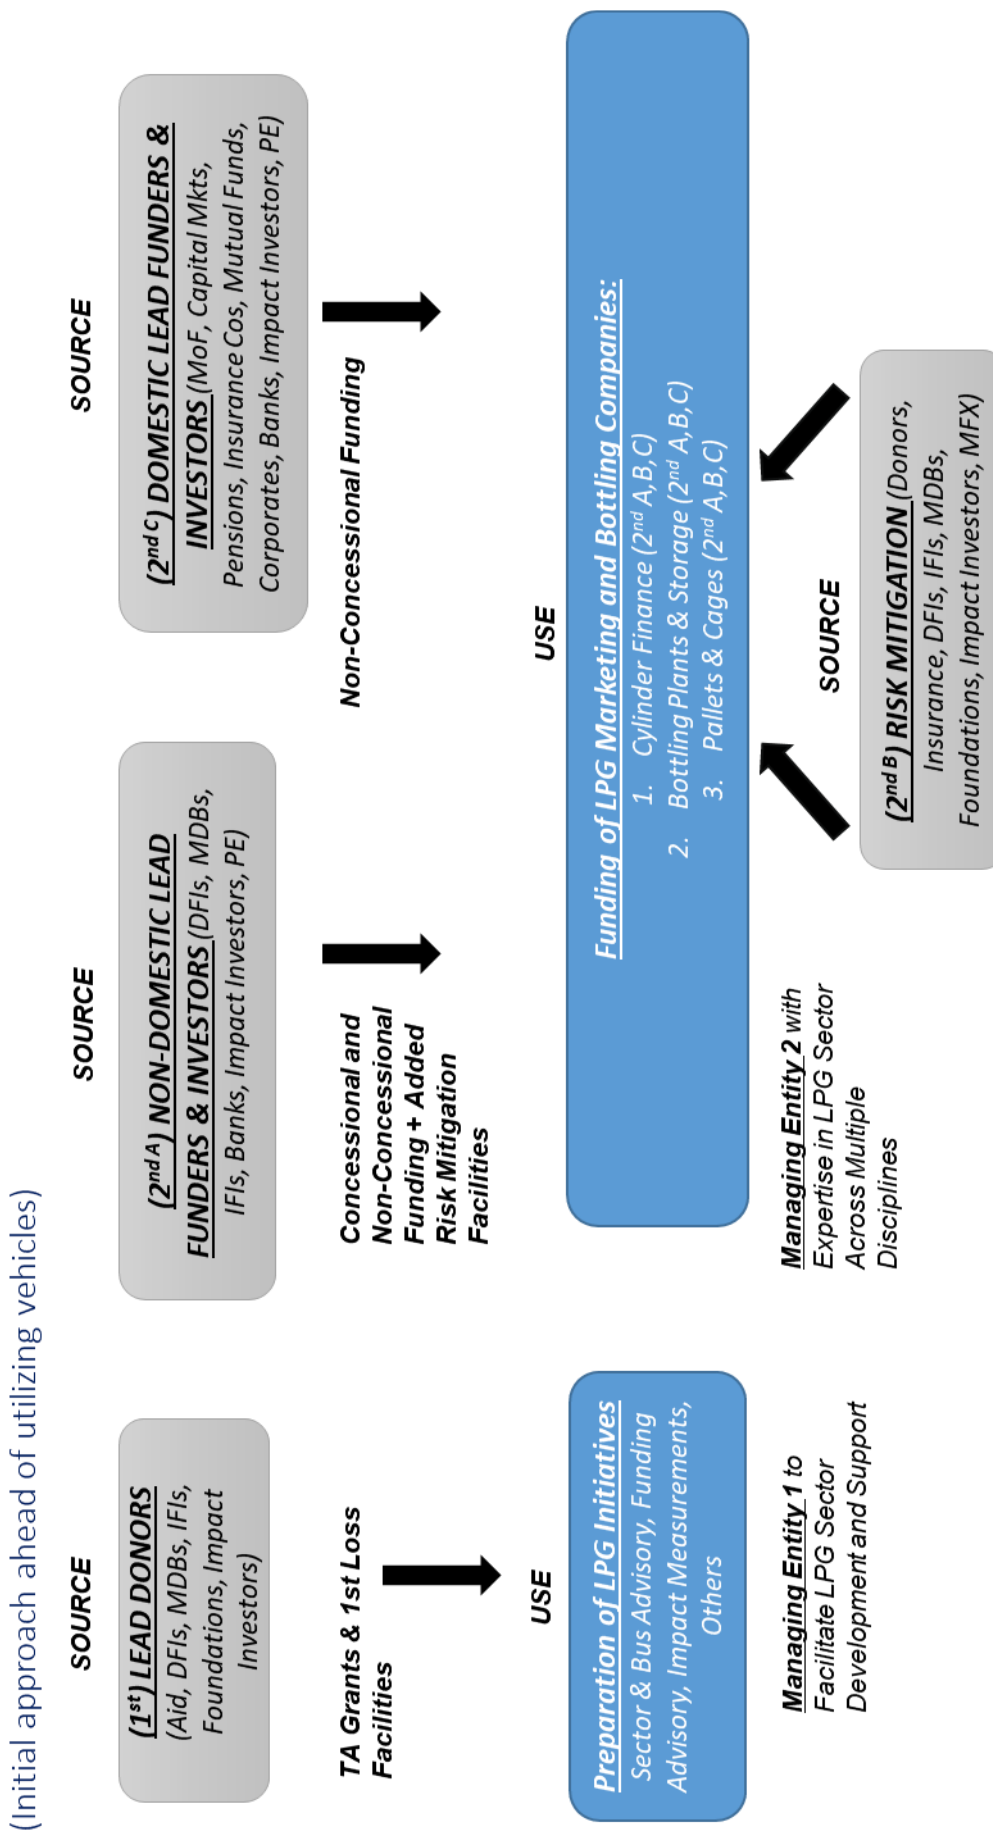 (Initial approach ahead of utilizing vehicles)
SOURCE
(1st) LEAD DONORS
(Aid, DFIs, MDBs, IFIs,
Foundations, Impact
Investors)
TA Grants & 1st Loss
Facilities
USE
Preparation of LPG Initiatives
Sector & Bus Advisory, Funding
Advisory, Impact Measurements,
Others
Managing Entity 1 to
Facilitate LPG Sector
Development and Support
SOURCE
(2nd A) NON-DOMESTIC LEAD
FUNDERS & INVESTORS (DFIs, MDBs,
IFIs, Banks, Impact Investors, PE)
Concessional and
Non-Concessional
Funding + Added
Risk Mitigation
Facilities
SOURCE
(2nd C) DOMESTIC LEAD FUNDERS &
INVESTORS (MoF, Capital Mkts,
Pensions, Insurance Cos, Mutual Funds,
Corporates, Banks, Impact Investors, PE)
Non-Concessional Funding
USE
Funding of LPG Marketing and Bottling Companies:
1. Cylinder Finance (2nd A,B,C)
2. Bottling Plants & Storage (2nd A,B,C)
3. Pallets & Cages (2nd A,B,C)
Managing Entity 2 with
Expertise in LPG Sector
Across Multiple
Disciplines
SOURCE
(2nd B) RISK MITIGATION (Donors,
Insurance, DFIs, IFIs, MDBs,
Foundations, Impact Investors, MFX)